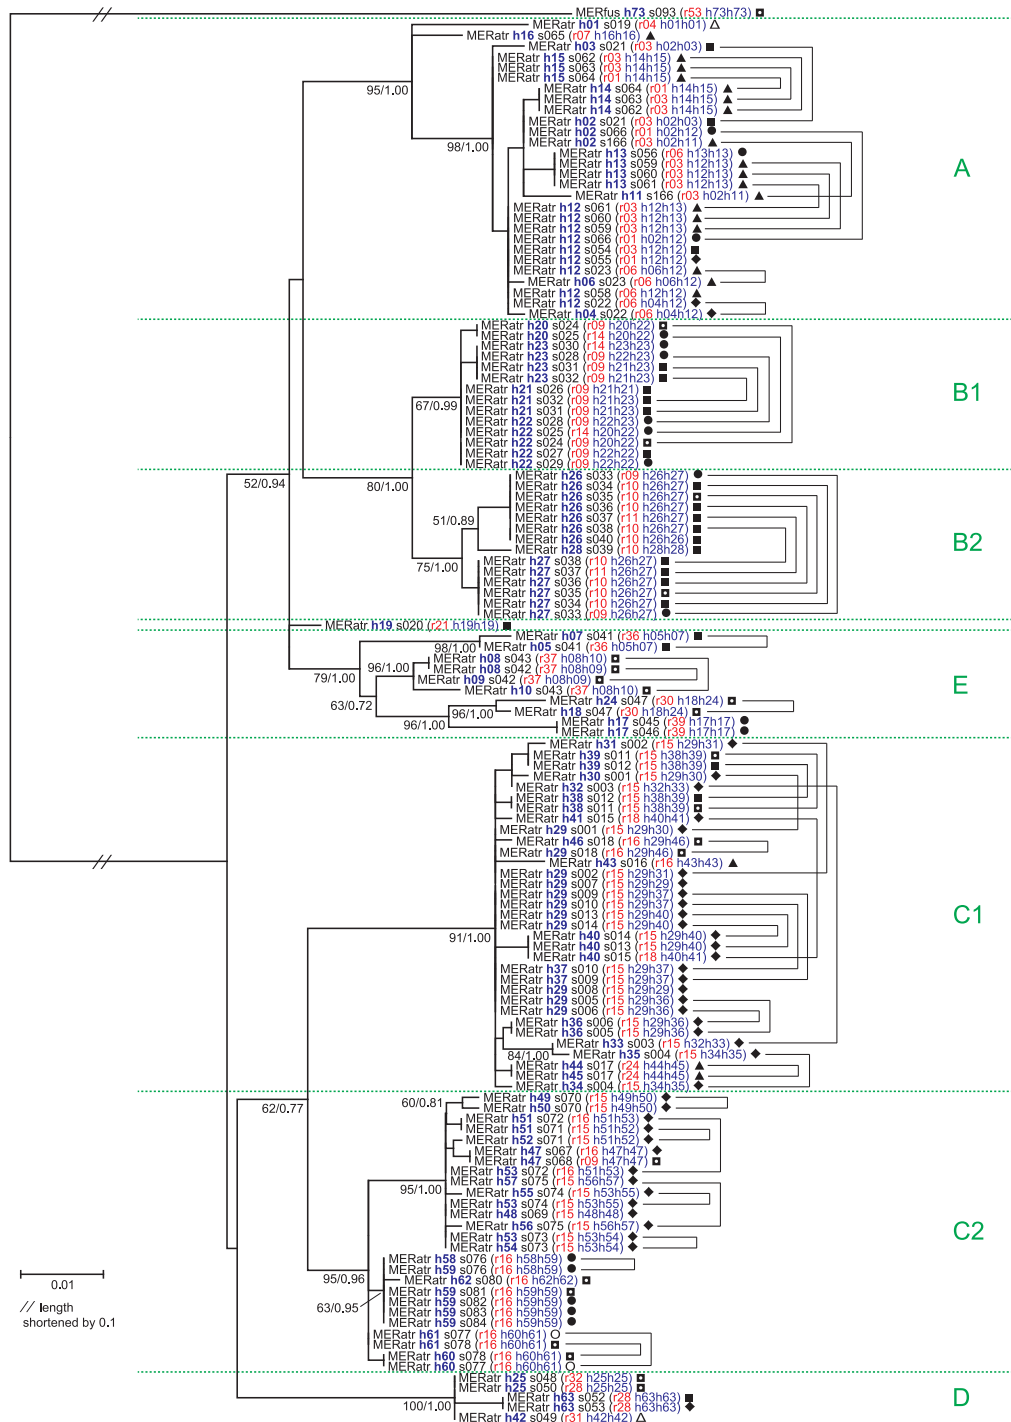 MERfus h73 s093 (r53 h73h73)
MERatr h01 s019 (r04 h01h01)
MERatr h16 s065 (r07 h16h16)
MERatr h03 s021 (r03 h02h03)
MERatr h15 s062 (r03 h14h15)
MERatr h15 s063 (r03 h14h15)
MERatr h15 s064 (r01 h14h15)
95/1.00
MERatr h14 s064 (r01 h14h15)
MERatr h14 s063 (r03 h14h15)
MERatr h14 s062 (r03 h14h15)
MERatr h02 s021 (r03 h02h03)
MERatr h02 s066 (r01 h02h12)
MERatr h02 s166 (r03 h02h11)
98/1.00
MERatr h13 s056 (r06 h13h13)
MERatr h13 s059 (r03 h12h13)
A
MERatr h13 s060 (r03 h12h13)
MERatr h13 s061 (r03 h12h13)
MERatr h11 s166 (r03 h02h11)
MERatr h12 s061 (r03 h12h13)
MERatr h12 s060 (r03 h12h13)
MERatr h12 s059 (r03 h12h13)
MERatr h12 s066 (r01 h02h12)
MERatr h12 s054 (r03 h12h12)
MERatr h12 s055 (r01 h12h12)
MERatr h12 s023 (r06 h06h12)
MERatr h06 s023 (r06 h06h12)
MERatr h12 s058 (r06 h12h12)
MERatr h12 s022 (r06 h04h12)
MERatr h04 s022 (r06 h04h12)
MERatr h20 s024 (r09 h20h22)
MERatr h20 s025 (r14 h20h22)
MERatr h23 s030 (r14 h23h23)
MERatr h23 s028 (r09 h22h23)
MERatr h23 s031 (r09 h21h23)
MERatr h23 s032 (r09 h21h23)
MERatr h21 s026 (r09 h21h21)
B1
MERatr h21 s032 (r09 h21h23)
67/0.99
MERatr h21 s031 (r09 h21h23)
MERatr h22 s028 (r09 h22h23)
MERatr h22 s025 (r14 h20h22)
MERatr h22 s024 (r09 h20h22)
MERatr h22 s027 (r09 h22h22)
MERatr h22 s029 (r09 h22h22)
52/0.94
MERatr h26 s033 (r09 h26h27)
80/1.00
MERatr h26 s034 (r10 h26h27)
MERatr h26 s035 (r10 h26h27)
MERatr h26 s036 (r10 h26h27)
MERatr h26 s037 (r11 h26h27)
51/0.89
MERatr h26 s038 (r10 h26h27)
MERatr h26 s040 (r10 h26h26)
B2
MERatr h28 s039 (r10 h28h28)
MERatr h27 s038 (r10 h26h27)
75/1.00
MERatr h27 s037 (r11 h26h27)
MERatr h27 s036 (r10 h26h27)
MERatr h27 s035 (r10 h26h27)
MERatr h27 s034 (r10 h26h27)
MERatr h27 s033 (r09 h26h27)
MERatr h19 s020 (r21 h19h19)
MERatr h07 s041 (r36 h05h07)
98/1.00
MERatr h05 s041 (r36 h05h07)
MERatr h08 s043 (r37 h08h10)
96/1.00
MERatr h08 s042 (r37 h08h09)
79/1.00
MERatr h09 s042 (r37 h08h09)
E
MERatr h10 s043 (r37 h08h10)
MERatr h24 s047 (r30 h18h24)
63/0.72
MERatr h18 s047 (r30 h18h24)
96/1.00
MERatr h17 s045 (r39 h17h17)
96/1.00
MERatr h17 s046 (r39 h17h17)
MERatr h31 s002 (r15 h29h31)
MERatr h39 s011 (r15 h38h39)
MERatr h39 s012 (r15 h38h39)
MERatr h30 s001 (r15 h29h30)
MERatr h32 s003 (r15 h32h33)
MERatr h38 s012 (r15 h38h39)
MERatr h38 s011 (r15 h38h39)
MERatr h41 s015 (r18 h40h41)
MERatr h29 s001 (r15 h29h30)
MERatr h46 s018 (r16 h29h46)
MERatr h29 s018 (r16 h29h46)
MERatr h43 s016 (r16 h43h43)
MERatr h29 s002 (r15 h29h31)
MERatr h29 s007 (r15 h29h29)
MERatr h29 s009 (r15 h29h37)
MERatr h29 s010 (r15 h29h37)
C1
MERatr h29 s013 (r15 h29h40)
MERatr h29 s014 (r15 h29h40)
91/1.00
MERatr h40 s014 (r15 h29h40)
MERatr h40 s013 (r15 h29h40)
MERatr h40 s015 (r18 h40h41)
MERatr h37 s010 (r15 h29h37)
MERatr h37 s009 (r15 h29h37)
MERatr h29 s008 (r15 h29h29)
MERatr h29 s005 (r15 h29h36)
MERatr h29 s006 (r15 h29h36)
MERatr h36 s006 (r15 h29h36)
MERatr h36 s005 (r15 h29h36)
MERatr h33 s003 (r15 h32h33)
84/1.00
MERatr h35 s004 (r15 h34h35)
MERatr h44 s017 (r24 h44h45)
MERatr h45 s017 (r24 h44h45)
MERatr h34 s004 (r15 h34h35)
62/0.77
60/0.81
MERatr h49 s070 (r15 h49h50)
MERatr h50 s070 (r15 h49h50)
MERatr h51 s072 (r16 h51h53)
MERatr h51 s071 (r15 h51h52)
MERatr h52 s071 (r15 h51h52)
MERatr h47 s067 (r16 h47h47)
MERatr h47 s068 (r09 h47h47)
MERatr h53 s072 (r16 h51h53)
MERatr h57 s075 (r15 h56h57)
95/1.00
MERatr h55 s074 (r15 h53h55)
MERatr h53 s074 (r15 h53h55)
MERatr h48 s069 (r15 h48h48)
MERatr h56 s075 (r15 h56h57)
C2
MERatr h53 s073 (r15 h53h54)
MERatr h54 s073 (r15 h53h54)
MERatr h58 s076 (r16 h58h59)
MERatr h59 s076 (r16 h58h59)
95/0.96
MERatr h62 s080 (r16 h62h62)
0.01
MERatr h59 s081 (r16 h59h59)
MERatr h59 s082 (r16 h59h59)
63/0.95
// length
MERatr h59 s083 (r16 h59h59)
shortened by 0.1
MERatr h59 s084 (r16 h59h59)
MERatr h61 s077 (r16 h60h61)
MERatr h61 s078 (r16 h60h61)
MERatr h60 s078 (r16 h60h61)
MERatr h60 s077 (r16 h60h61)
MERatr h25 s048 (r32 h25h25)
MERatr h25 s050 (r28 h25h25)
MERatr h63 s052 (r28 h63h63)
D
100/1.00
MERatr h63 s053 (r28 h63h63)
MERatr h42 s049 (r31 h42h42)